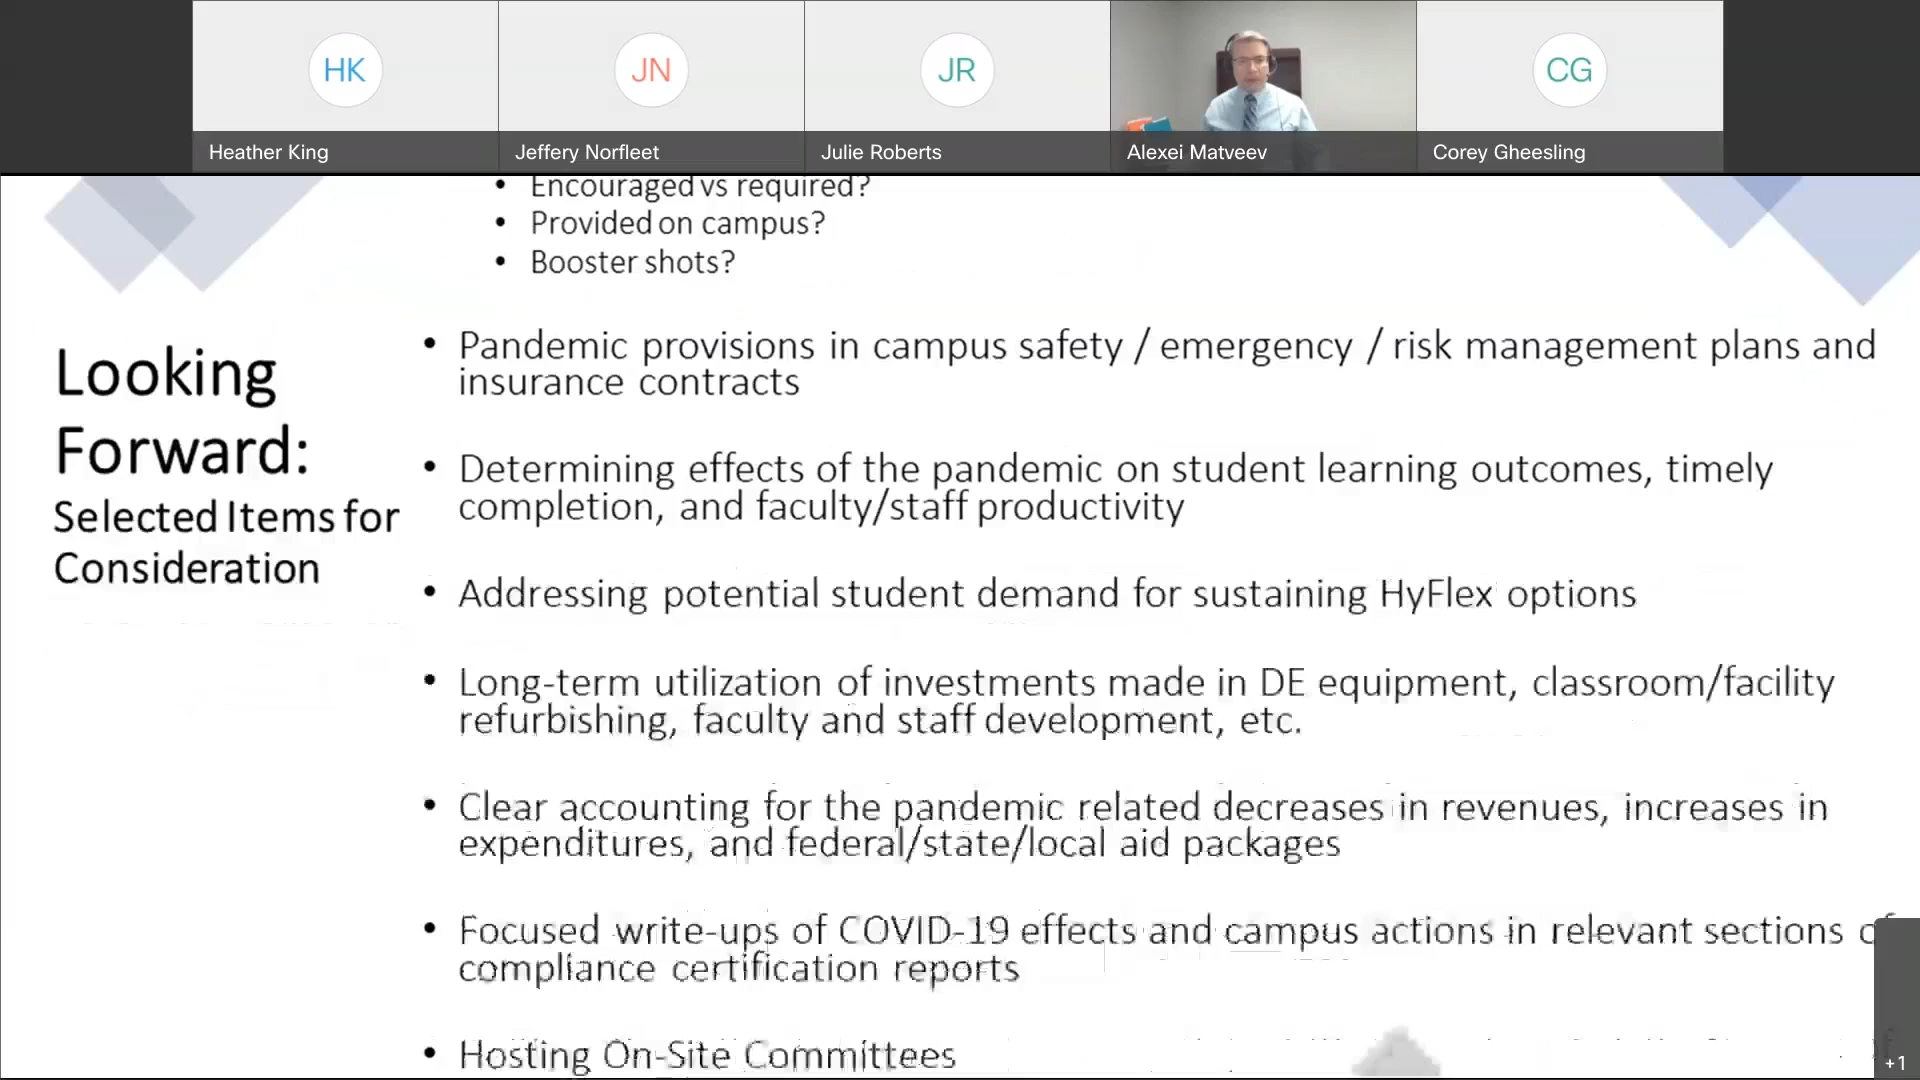 HK
JN
JR
CG
Heather King
Jeffery Norfleet
Julie Roberts
Alexei Matveev
Corey Gheesling
• Encouraged vs required?
• Provided on campus?
• Booster shots?
Looking
Forward:
Selected Items for
Consideration
• Pandemic provisions in campus safety / emergency / risk management plans and
insurance contracts
• Determining effects of the pandemic on student learning outcomes, timely
completion, and faculty/staff productivity
• Addressing potential student demand for sustaining HyFlex options
• Long-term utilization of investments made in DE equipment, classroom/facility
refurbishing, faculty and staff development, etc.
• Clear accounting for the pandemic related decreases in revenues, increases in
expenditures, and federal/state/local aid packages
• Focused write-ups of COVID-19 effects and campus actions in relevant sections of
compliance certification reports
• Hosting On-Site Committees
+1